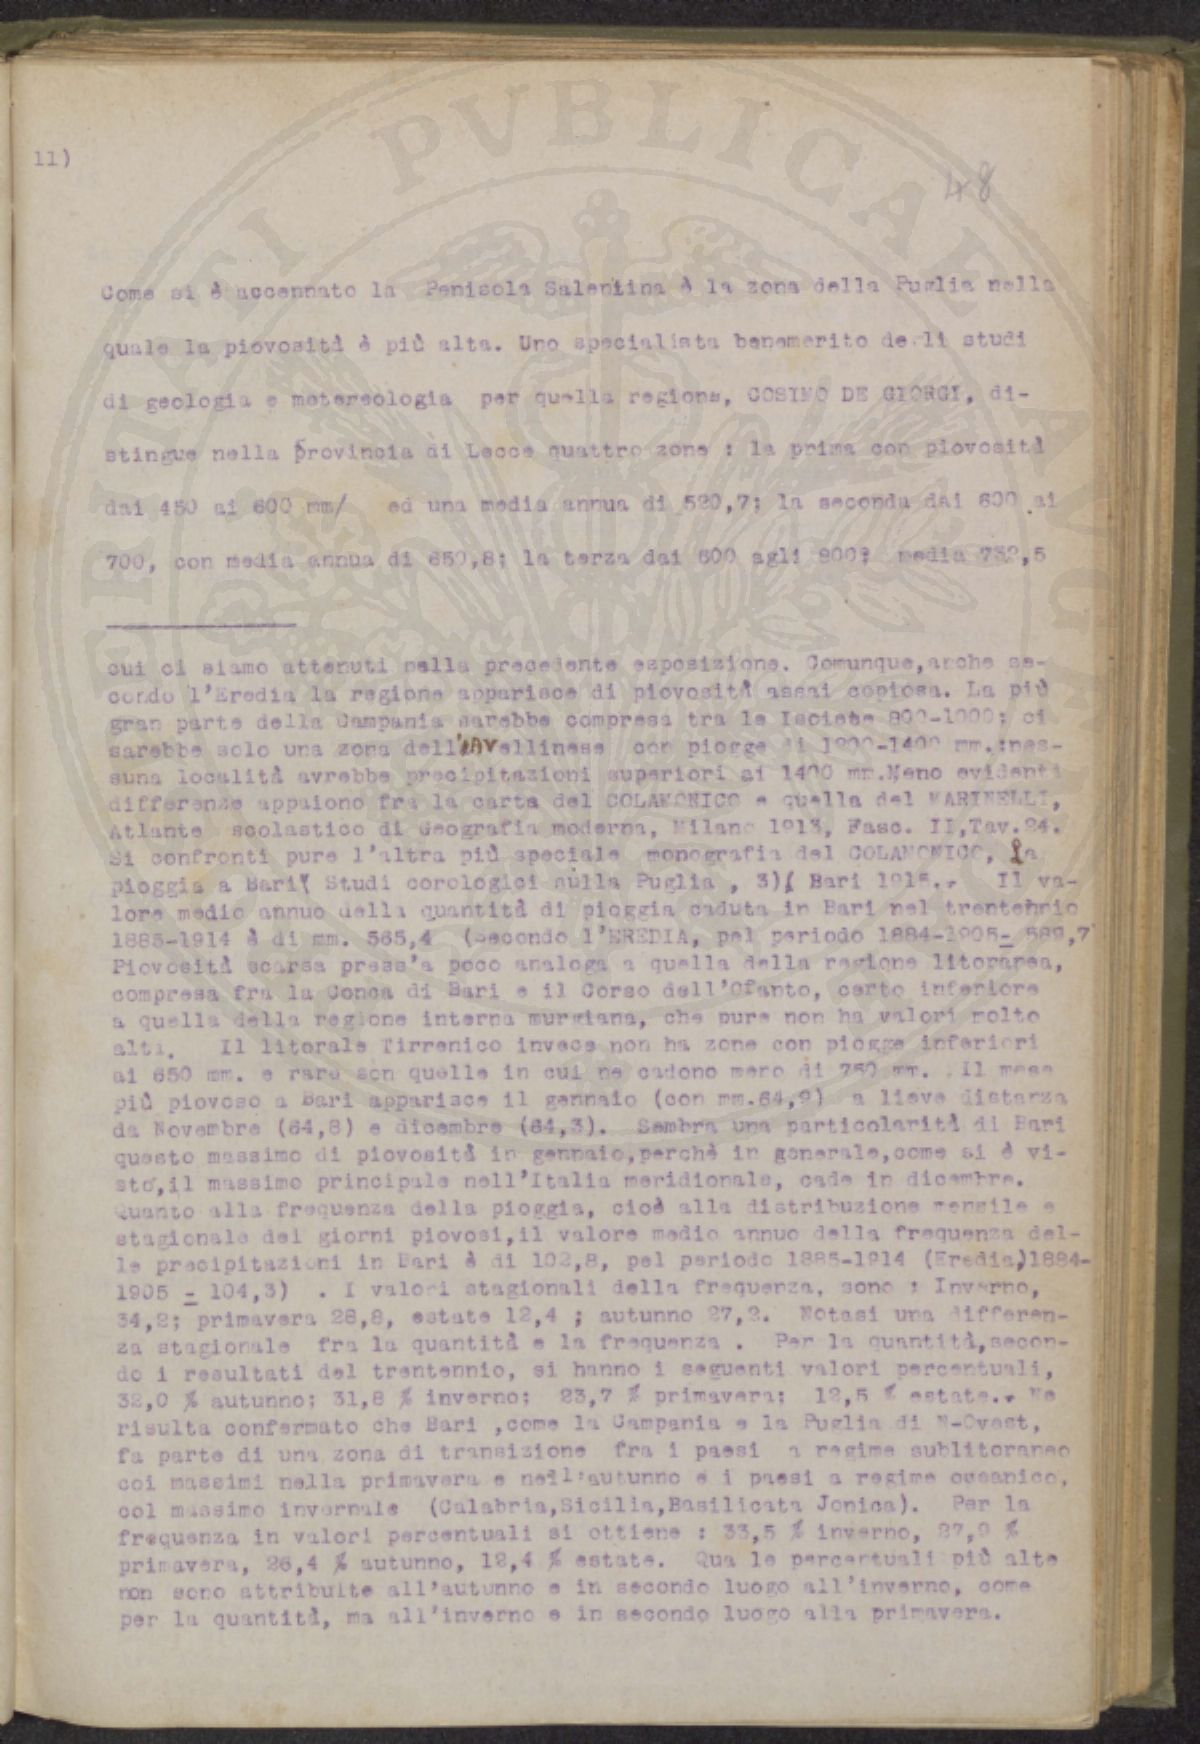 11)
48
Come si è accennato la Penisola Salentina è la zona della Puglia nella
quale la piovosità è più alta. Uno specialista benemerito degli studi
di geologia e metereologia per quella regione, COSIMO DE GIORGI, di-
stingue nella provincia di Lecce quattro zone : la prima con piovosità
dai 450 ai 600 mm/ ed una media annua di 520,7; la seconda dai 600 ai
700, con media annua di 650,8; la terza dai 600 agli 800; media 732,5
cui ci siamo attenuti nella precedente esposizione. Comunque,anche se-
condo l'Eredia la regione apparisce di piovosità assai copiosa. La più
gran parte della Campania sarebbe compresa tra le Isoiete 800-1000; ci
sarebbe solo una zona dell'Avellinese con piogge di 1200-1400 mm.:nes-
suna località avrebbe precipitazioni superiori ai 1400 mm.Meno evidenti
differenze appaiono fra la carta del COLAMONICO e quella del MARINELLI,
Atlante scolastico di Geografia moderna, Milano 1913, Fasc. II,Tav.24.
Si confronti pure l'altra più speciale monografia del COLAMONICO, La
pioggia a Bari( Studi corologici sulla Puglia , 3)( Bari 1915.- Il va-
lore medio annuo della quantità di pioggia caduta in Bari nel trentennio
1885-1914 è di mm. 565,4 (secondo l'EREDIA, pel periodo 1884-1905= 589,7
Piovosità scarsa press'a poco analoga a quella della regione litoranea,
compresa fra la Conca di Bari e il Corso dell'Ofanto, certo inferiore
a quella della regione interna murgiana, che pure non ha valori molto
alti. Il litorale Tirrenico invece non ha zone con piogge inferiori
ai 650 mm. e rare son quelle in cui ne cadono meno di 750 mm. Il mese
più piovoso a Bari apparisce il gennaio (con mm.64,9) a lieve distanza
da Novembre (64,8) e dicembre (64,3). Sembra una particolarità di Bari
questo massimo di piovosità in gennaio,perchè in generale,come si è vi-
sto,il massimo principale nell'Italia meridionale, cade in dicembre.
Quanto alla frequenza della pioggia, cioè alla distribuzione mensile e
stagionale dei giorni piovosi,il valore medio annuo della frequenza del-
le precipitazioni in Bari è di 102,8, pel periodo 1885-1914 (Eredia,)1884-
1905 = 104,3) . I valori stagionali della frequenza, sono : Inverno,
34,2; primavera 28,8, estate 12,4 ; autunno 27,2. Notasi una differen-
za stagionale fra la quantità e la frequenza . Per la quantità,secon-
do i resultati del trentennio, si hanno i seguenti valori percentuali,
32,0 % autunno; 31,8 % inverno; 23,7 % primavera; 12,5 % estate.- Ne
risulta confermato che Bari ,come la Campania e la Puglia di N-Ovest,
fa parte di una zona di transizione fra i paesi a regime sublitoraneo
coi massimi nella primavera e nell'autunno e i paesi a regime oceanico,
col massimo invernale (Calabria,Sicilia,Basilicata Jonica). Per la
frequenza in valori percentuali si ottiene : 33,5 % inverno, 27,9 %
primavera, 26,4 % autunno, 12,4 % estate. Qua le percentuali più alte
non sono attribuite all'autunno e in secondo luogo all'inverno, come
per la quantità, ma all'inverno e in secondo luogo alla primavera.